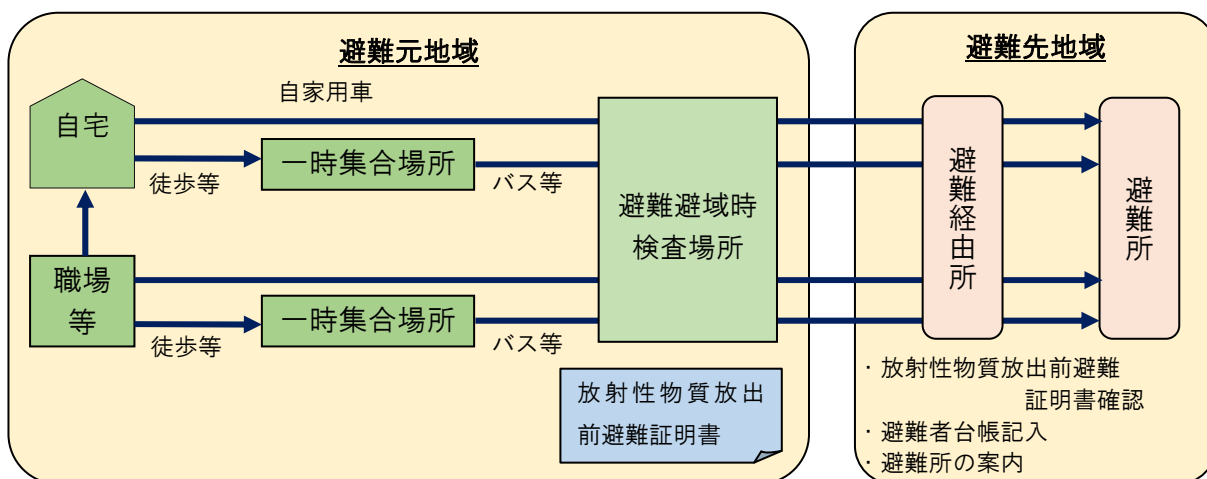 避難元地域
自家用車
自宅
徒歩等
一時集合場所
バス等
職場
等
徒歩等
一時集合場所
バス等
避難避域時
検査場所
放射性物質放出
前避難証明書
避難先地域
避難経由所
避難所
・放射性物質放出前避難
証明書確認
・避難者台帳記入
・避難所の案内